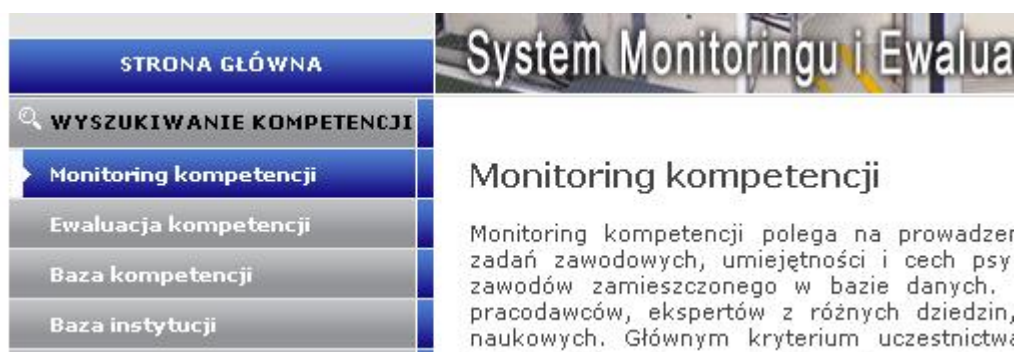 STRONA GŁÓWNA
WYSZUKIWANIE KOMPETENCJI
Monitoring kompetencji
Ewaluacja kompetencji
Baza kompetencji
Baza instytucji
System Monitoringu i Ewalua
Monitoring kompetencji
Monitoring kompetencji polega na prowadzen
zadań zawodowych, umiejętności i cech psy
zawodów zamieszczonego w bazie danych.
pracodawców, ekspertów z różnych dziedzin,
naukowych. Głównym kryterium uczestnictwa